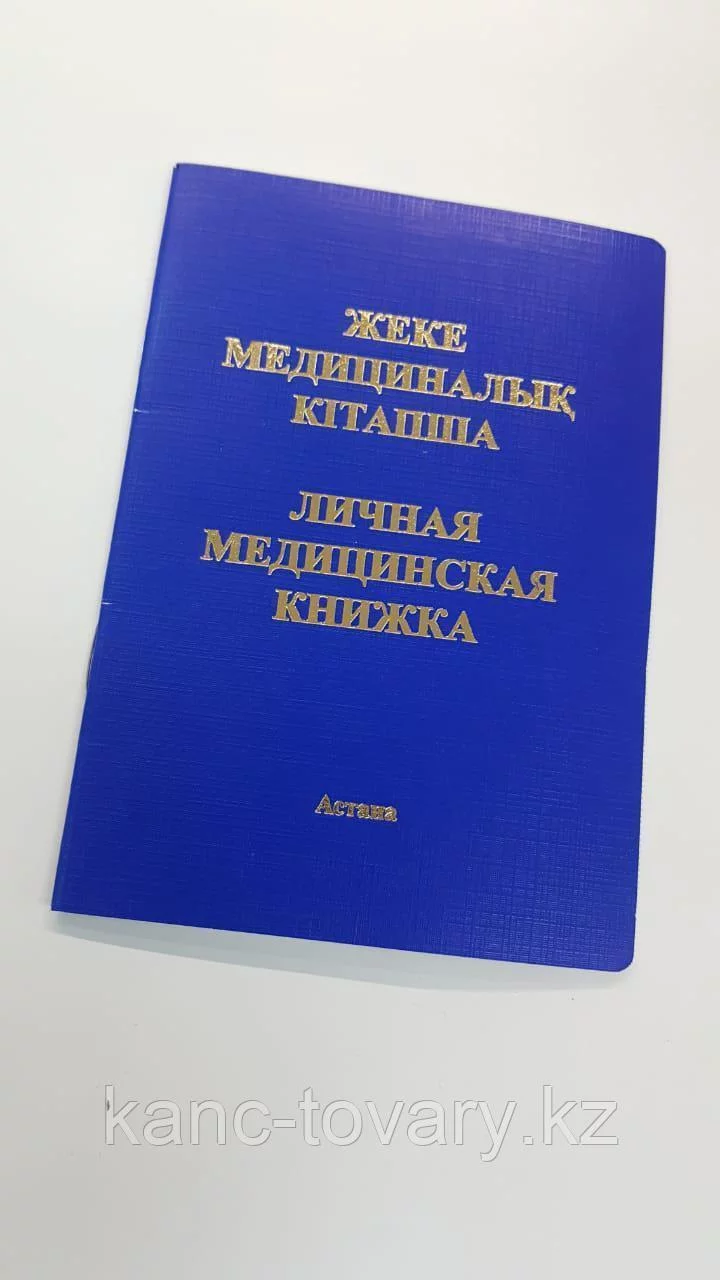 ЖЕКЕ
МЕДИЦИНАЛЫҚ
КІТАПША
ЛИЧНАЯ
МЕДИЦИНСКАЯ
КНИЖКА
Астана
kanc-tovary.kz